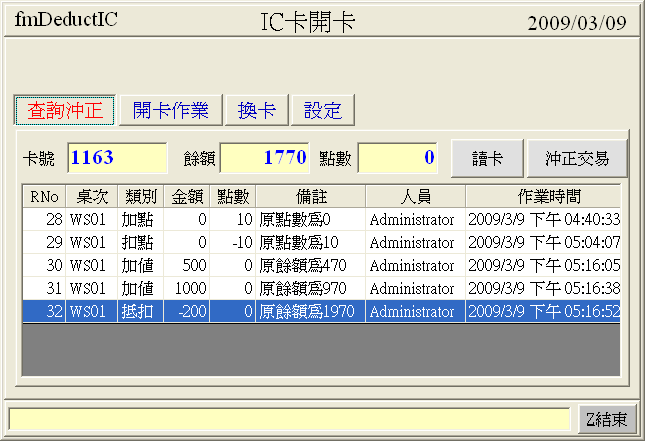 fmDeductIC IC卡開卡 2009/03/09
查詢沖正 開卡作業 換卡 設定
卡號 1163 餘額 1770 點數 0 讀卡 沖正交易
RNo 桌次 類別 金額 點數 備註 人員 作業時間
28 WS01 加點 0 10 原點數為0 Administrator 2009/3/9 下午 04:40:33
29 WS01 扣點 0 -10 原點數為10 Administrator 2009/3/9 下午 05:04:07
30 WS01 加值 500 0 原餘額為470 Administrator 2009/3/9 下午 05:16:05
31 WS01 加值 1000 0 原餘額為970 Administrator 2009/3/9 下午 05:16:38
32 WS01 抵扣 -200 0 原餘額為1970 Administrator 2009/3/9 下午 05:16:52
Z結束